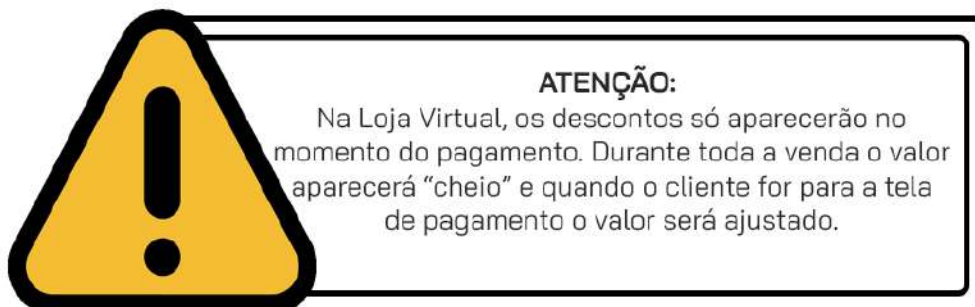 ATENÇÃO:
Na Loja Virtual, os descontos só aparecerão no
momento do pagamento. Durante toda a venda o valor
aparecerá “cheio” e quando o cliente for para a tela
de pagamento o valor será ajustado.